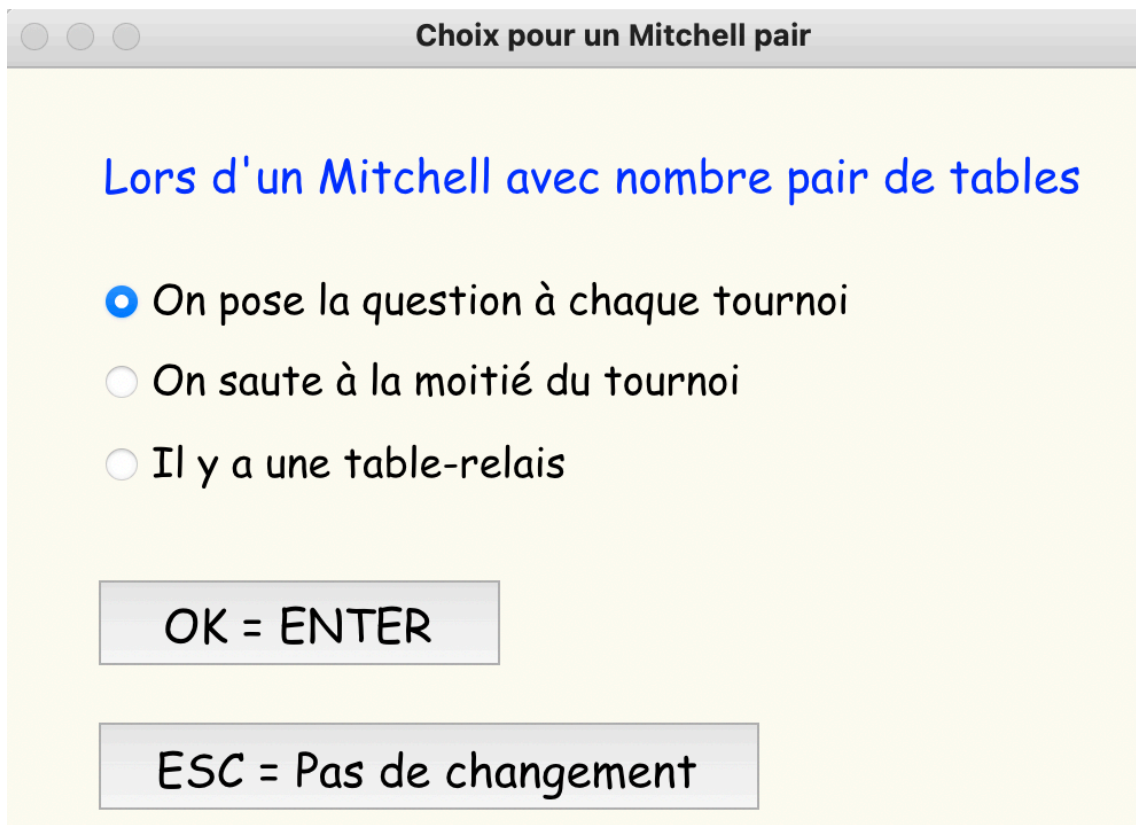 Choix pour un Mitchell pair
Lors d'un Mitchell avec nombre pair de tables
On pose la question à chaque tournoi
On saute à la moitié du tournoi
Il y a une table-relais
OK = ENTER
ESC = Pas de changement